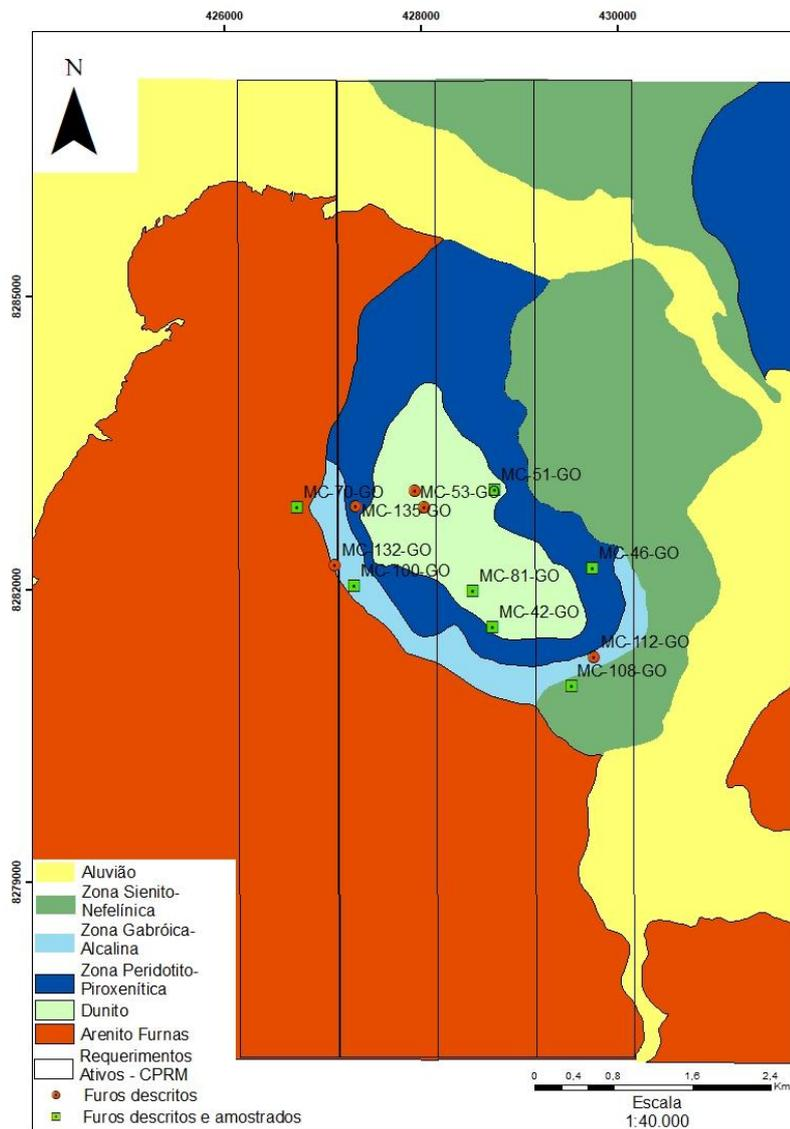 426000
428000
430000
N
8285000
8282000
8279000
MC-51-GO
MC-70-GO
MC-53-GO
MC-135-GO
MC-132-GO
MC-46-GO
MC-100-GO
MC-81-GO
MC-42-GO
MC-112-GO
MC-108-GO
Aluvião
Zona Sienito-
Nefelínica
Zona Gabróica-
Alcalina
Zona Peridotito-
Piroxenítica
Dunito
Arenito Furnas
Requerimentos
Ativos - CPRM
Furos descritos
Furos descritos e amostrados
0 0,4 0,8 1,6 2,4
Km
Escala
1:40.000